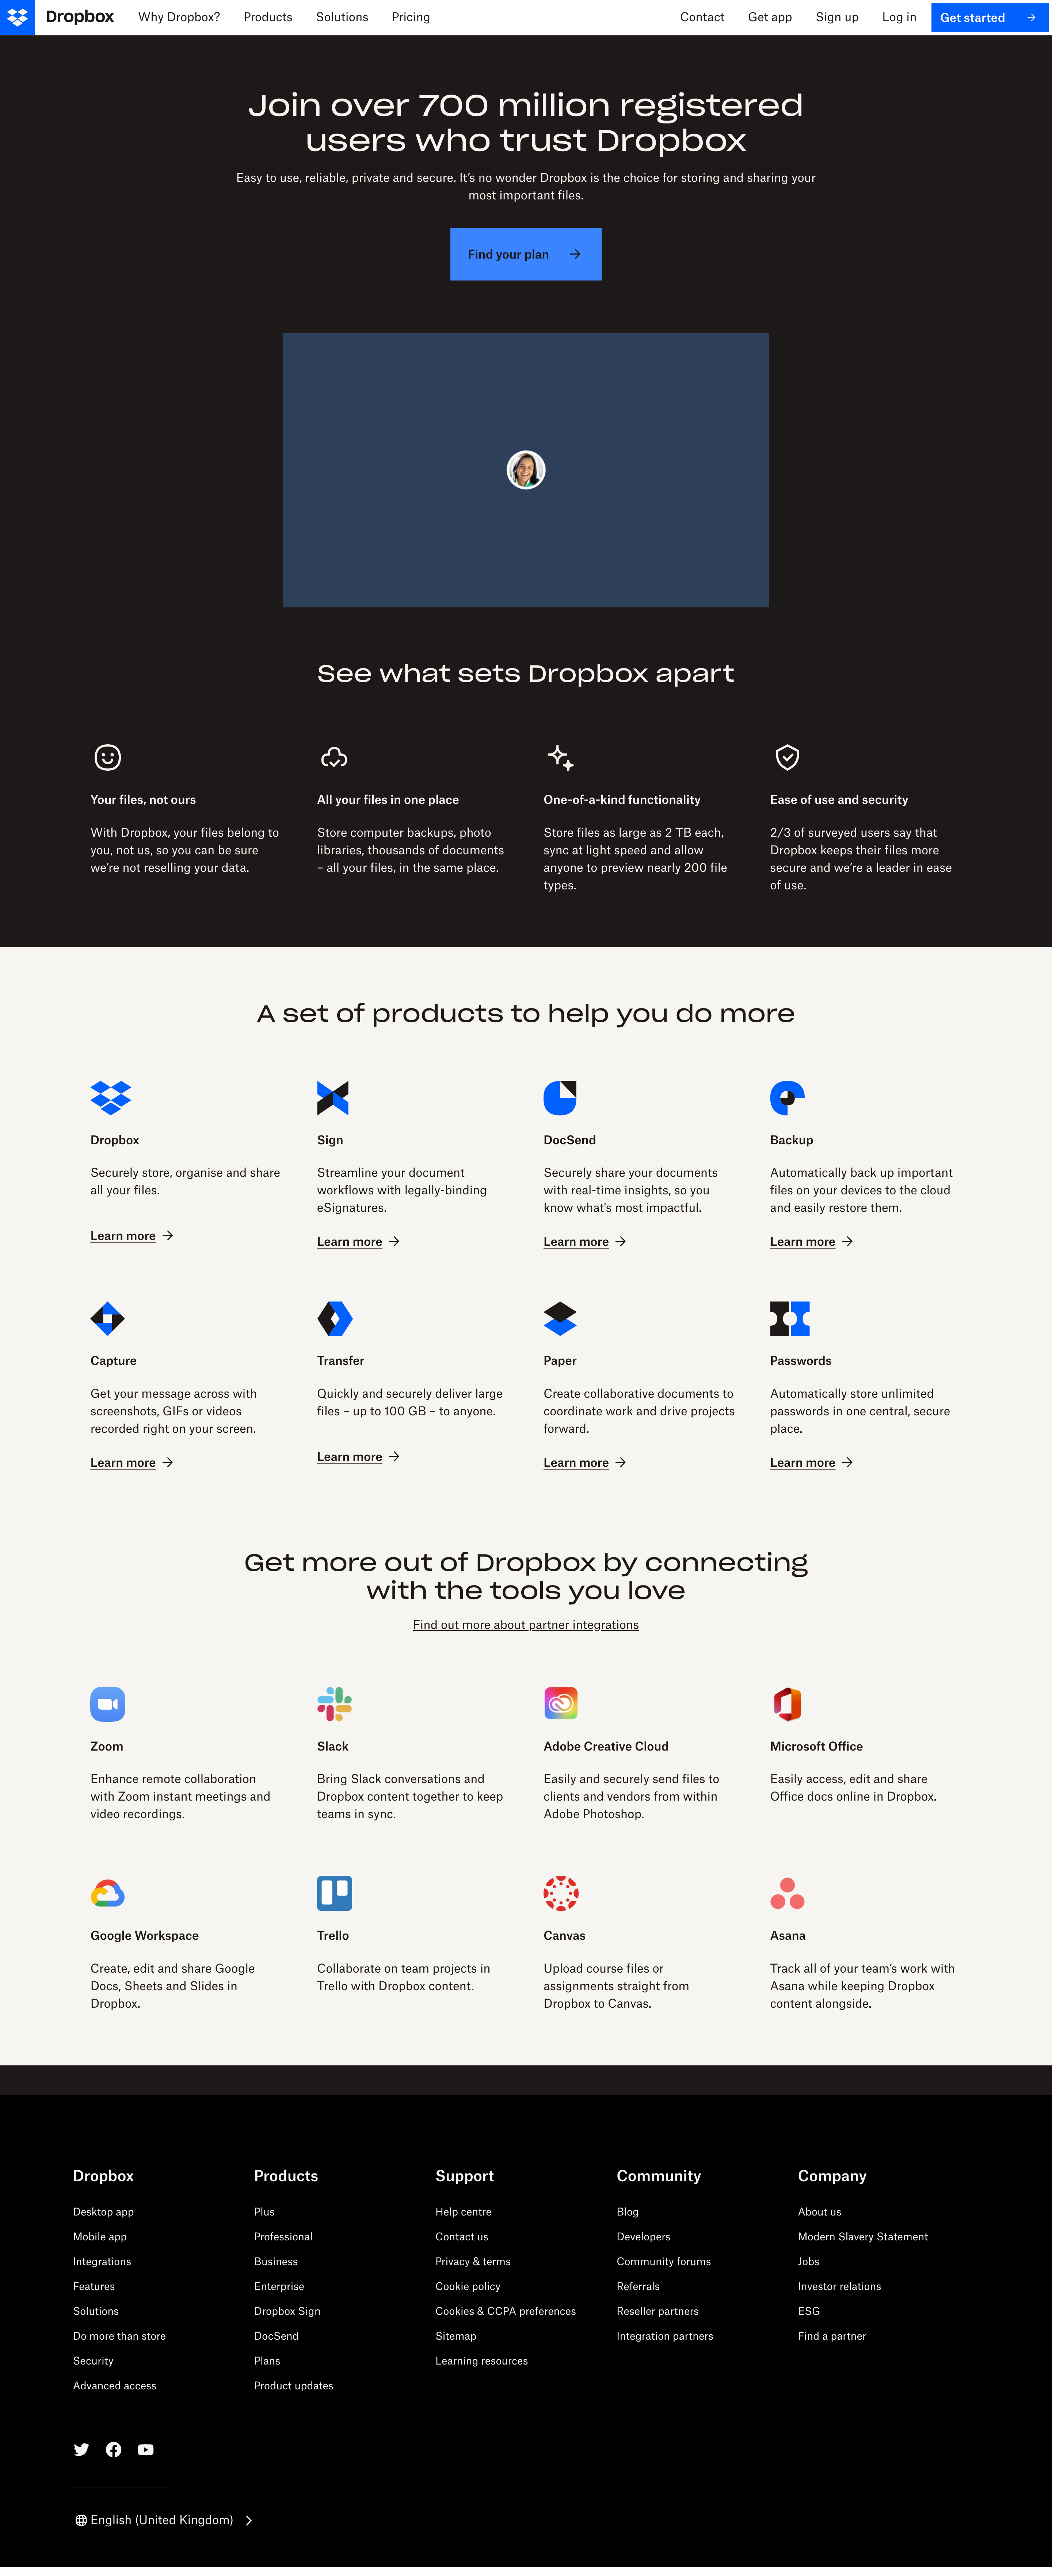 Dropbox
Why Dropbox?
Products
Solutions
Pricing
Contact
Get app
Sign up
Log in
Get started
Join over 700 million registered
users who trust Dropbox
Easy to use, reliable, private and secure. It’s no wonder Dropbox is the choice for storing and sharing your
most important files.
Find your plan
See what sets Dropbox apart
Your files, not ours
With Dropbox, your files belong to
you, not us, so you can be sure
we’re not reselling your data.
All your files in one place
Store computer backups, photo
libraries, thousands of documents
– all your files, in the same place.
One-of-a-kind functionality
Store files as large as 2 TB each,
sync at light speed and allow
anyone to preview nearly 200 file
types.
Ease of use and security
2/3 of surveyed users say that
Dropbox keeps their files more
secure and we’re a leader in ease
of use.
A set of products to help you do more
Dropbox
Securely store, organise and share
all your files.
Learn more
Sign
Streamline your document
workflows with legally-binding
eSignatures.
Learn more
DocSend
Securely share your documents
with real-time insights, so you
know what's most impactful.
Learn more
Backup
Automatically back up important
files on your devices to the cloud
and easily restore them.
Learn more
Capture
Get your message across with
screenshots, GIFs or videos
recorded right on your screen.
Learn more
Transfer
Quickly and securely deliver large
files – up to 100 GB – to anyone.
Learn more
Paper
Create collaborative documents to
coordinate work and drive projects
forward.
Learn more
Passwords
Automatically store unlimited
passwords in one central, secure
place.
Learn more
Get more out of Dropbox by connecting
with the tools you love
Find out more about partner integrations
Zoom
Enhance remote collaboration
with Zoom instant meetings and
video recordings.
Slack
Bring Slack conversations and
Dropbox content together to keep
teams in sync.
Adobe Creative Cloud
Easily and securely send files to
clients and vendors from within
Adobe Photoshop.
Microsoft Office
Easily access, edit and share
Office docs online in Dropbox.
Google Workspace
Create, edit and share Google
Docs, Sheets and Slides in
Dropbox.
Trello
Collaborate on team projects in
Trello with Dropbox content.
Canvas
Upload course files or
assignments straight from
Dropbox to Canvas.
Asana
Track all of your team’s work with
Asana while keeping Dropbox
content alongside.
Dropbox
Desktop app
Mobile app
Integrations
Features
Solutions
Do more than store
Security
Advanced access
Products
Plus
Professional
Business
Enterprise
Dropbox Sign
DocSend
Plans
Product updates
Support
Help centre
Contact us
Privacy & terms
Cookie policy
Cookies & CCPA preferences
Sitemap
Learning resources
Community
Blog
Developers
Community forums
Referrals
Reseller partners
Integration partners
Company
About us
Modern Slavery Statement
Jobs
Investor relations
ESG
Find a partner
English (United Kingdom)